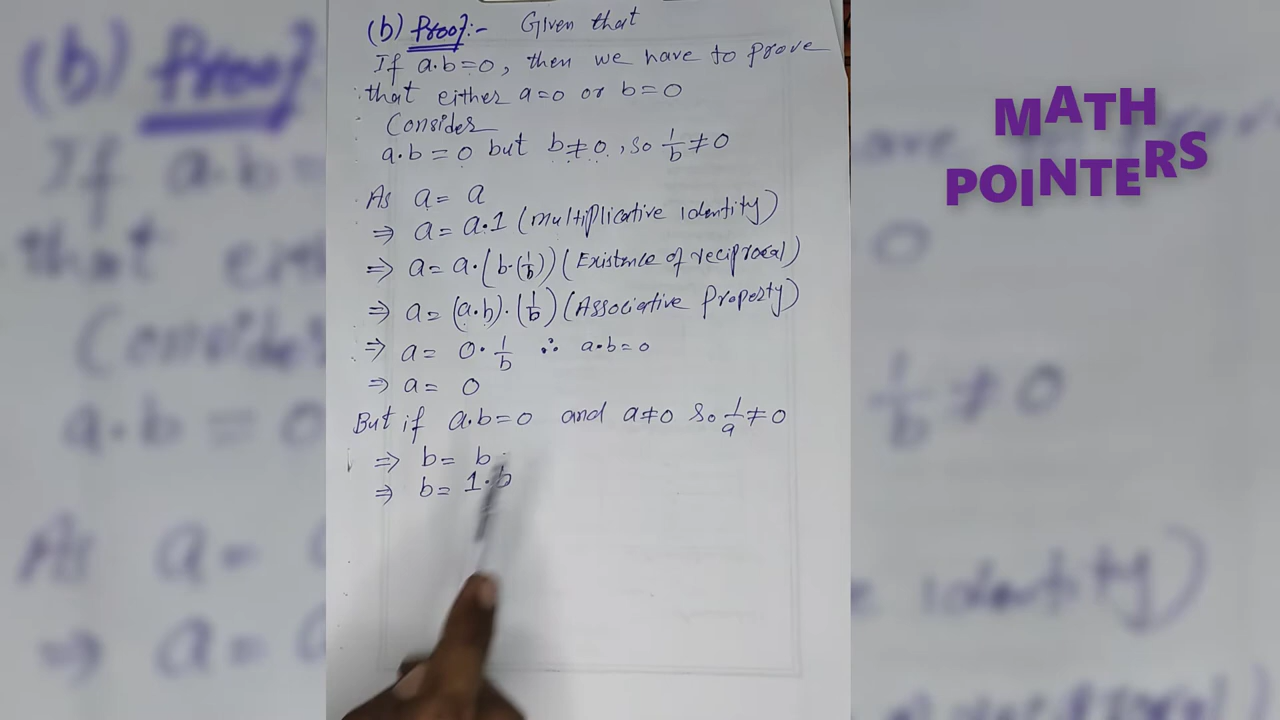 (b) Proof:- Given that
If a·b=0, then we have to prove
that either a=0 or b=0
Consider
a·b=0 but b≠0, so 1/b≠0
As a= a
⇒ a= a·1 (multiplicative identity)
⇒ a= a·(b·(1/b)) (Existence of reciprocal)
⇒ a= (a·b)·(1/b) (Associative Property)
⇒ a= 0·1/b ∴ a·b=0
⇒ a= 0
But if a·b=0 and a≠0 so 1/a≠0
⇒ b= b
⇒ b= 1·b
MATH
POINTERS